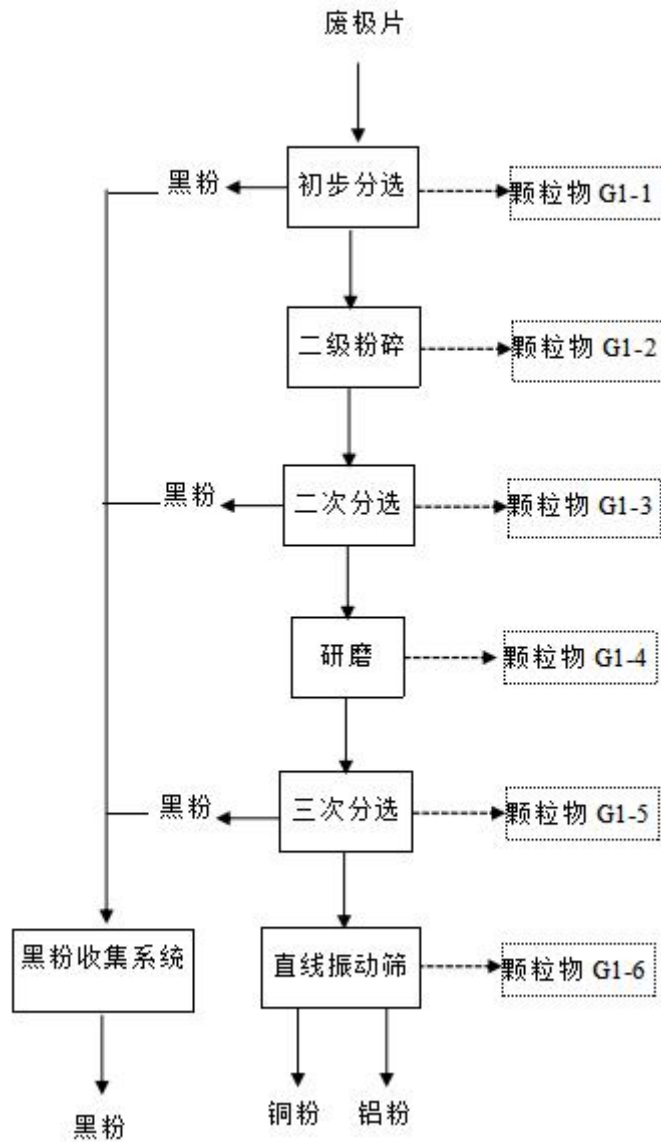 废极片
黑粉
初步分选
颗粒物 G1-1
二级粉碎
颗粒物 G1-2
黑粉
二次分选
颗粒物 G1-3
研磨
颗粒物 G1-4
黑粉
三次分选
颗粒物 G1-5
黑粉收集系统
直线振动筛
颗粒物 G1-6
黑粉
铜粉
铝粉